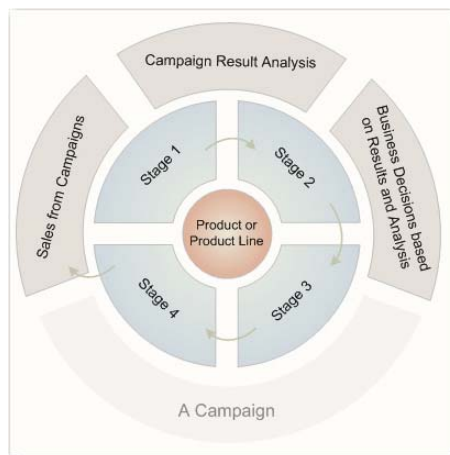 Campaign Result Analysis
Sales from Campaigns
Business Decisions based
on Results and Analysis
Stage 1
Stage 2
Product or
Product Line
Stage 4
Stage 3
A Campaign